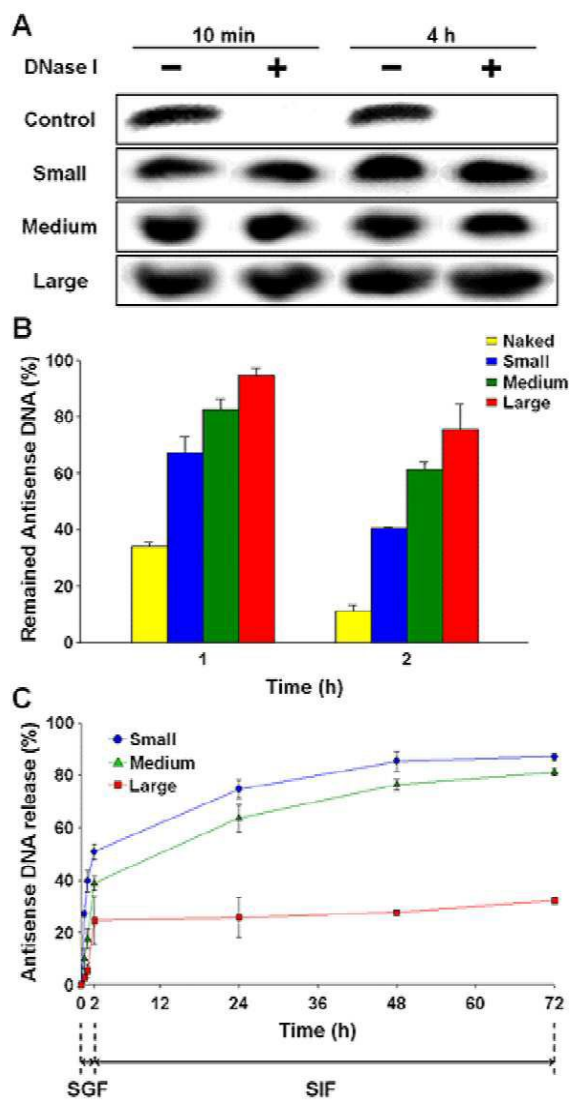 A
10 min 4 h
DNase I − + − +
Control
Small
Medium
Large
B
Naked
Small
Medium
Large
Remained Antisense DNA (%)
100
80
60
40
20
0
1 2
Time (h)
C
Small
Medium
Large
Antisense DNA release (%)
100
80
60
40
20
0
0 2 12 24 36 48 60 72
Time (h)
SGF SIF